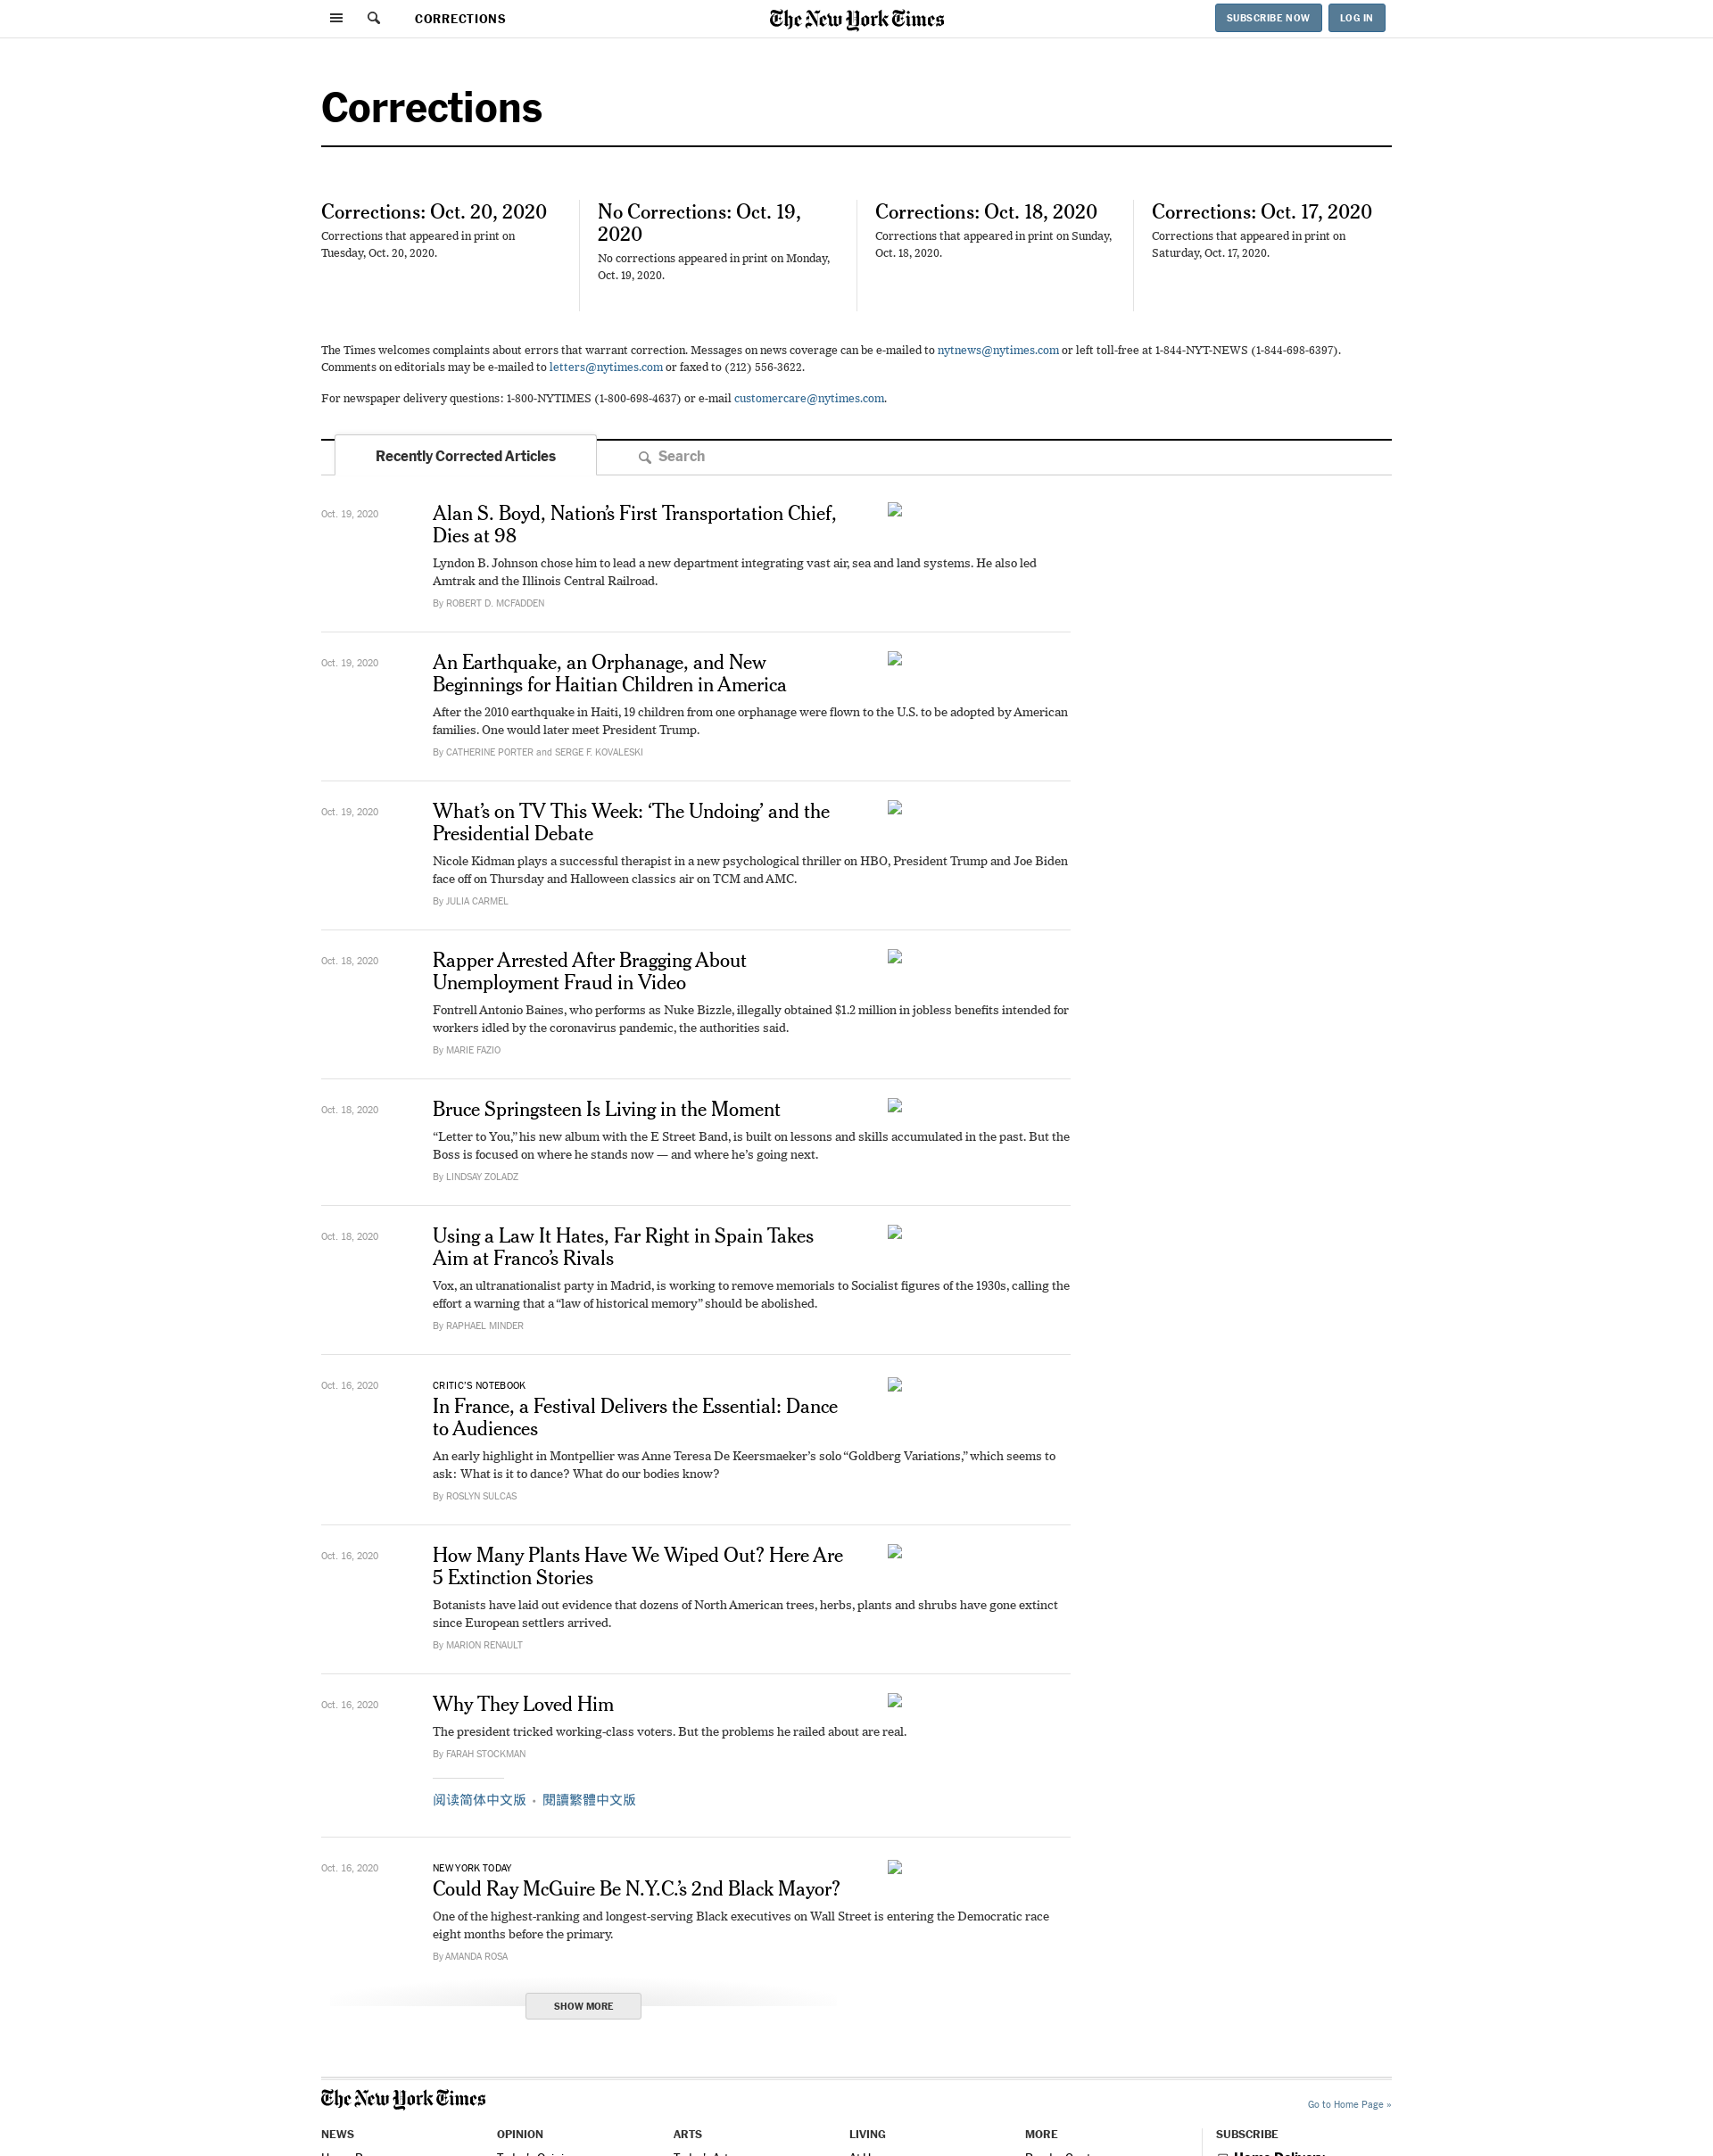 CORRECTIONS
The New York Times
SUBSCRIBE NOW
LOG IN
Corrections
Corrections: Oct. 20, 2020
Corrections that appeared in print on
Tuesday, Oct. 20, 2020.
No Corrections: Oct. 19,
2020
No corrections appeared in print on Monday,
Oct. 19, 2020.
Corrections: Oct. 18, 2020
Corrections that appeared in print on Sunday,
Oct. 18, 2020.
Corrections: Oct. 17, 2020
Corrections that appeared in print on
Saturday, Oct. 17, 2020.
The Times welcomes complaints about errors that warrant correction. Messages on news coverage can be e-mailed to nytnews@nytimes.com or left toll-free at 1-844-NYT-NEWS (1-844-698-6397).
Comments on editorials may be e-mailed to letters@nytimes.com or faxed to (212) 556-3622.
For newspaper delivery questions: 1-800-NYTIMES (1-800-698-4637) or e-mail customercare@nytimes.com.
Recently Corrected Articles
Search
Oct. 19, 2020
Alan S. Boyd, Nation’s First Transportation Chief,
Dies at 98
Lyndon B. Johnson chose him to lead a new department integrating vast air, sea and land systems. He also led
Amtrak and the Illinois Central Railroad.
By ROBERT D. MCFADDEN
Oct. 19, 2020
An Earthquake, an Orphanage, and New
Beginnings for Haitian Children in America
After the 2010 earthquake in Haiti, 19 children from one orphanage were flown to the U.S. to be adopted by American
families. One would later meet President Trump.
By CATHERINE PORTER and SERGE F. KOVALESKI
Oct. 19, 2020
What’s on TV This Week: ‘The Undoing’ and the
Presidential Debate
Nicole Kidman plays a successful therapist in a new psychological thriller on HBO, President Trump and Joe Biden
face off on Thursday and Halloween classics air on TCM and AMC.
By JULIA CARMEL
Oct. 18, 2020
Rapper Arrested After Bragging About
Unemployment Fraud in Video
Fontrell Antonio Baines, who performs as Nuke Bizzle, illegally obtained $1.2 million in jobless benefits intended for
workers idled by the coronavirus pandemic, the authorities said.
By MARIE FAZIO
Oct. 18, 2020
Bruce Springsteen Is Living in the Moment
“Letter to You,” his new album with the E Street Band, is built on lessons and skills accumulated in the past. But the
Boss is focused on where he stands now — and where he’s going next.
By LINDSAY ZOLADZ
Oct. 18, 2020
Using a Law It Hates, Far Right in Spain Takes
Aim at Franco’s Rivals
Vox, an ultranationalist party in Madrid, is working to remove memorials to Socialist figures of the 1930s, calling the
effort a warning that a “law of historical memory” should be abolished.
By RAPHAEL MINDER
Oct. 16, 2020
CRITIC’S NOTEBOOK
In France, a Festival Delivers the Essential: Dance
to Audiences
An early highlight in Montpellier was Anne Teresa De Keersmaeker’s solo “Goldberg Variations,” which seems to
ask: What is it to dance? What do our bodies know?
By ROSLYN SULCAS
Oct. 16, 2020
How Many Plants Have We Wiped Out? Here Are
5 Extinction Stories
Botanists have laid out evidence that dozens of North American trees, herbs, plants and shrubs have gone extinct
since European settlers arrived.
By MARION RENAULT
Oct. 16, 2020
Why They Loved Him
The president tricked working-class voters. But the problems he railed about are real.
By FARAH STOCKMAN
阅读简体中文版 • 閱讀繁體中文版
Oct. 16, 2020
NEW YORK TODAY
Could Ray McGuire Be N.Y.C.’s 2nd Black Mayor?
One of the highest-ranking and longest-serving Black executives on Wall Street is entering the Democratic race
eight months before the primary.
By AMANDA ROSA
SHOW MORE
The New York Times
Go to Home Page »
NEWS
OPINION
ARTS
LIVING
MORE
SUBSCRIBE